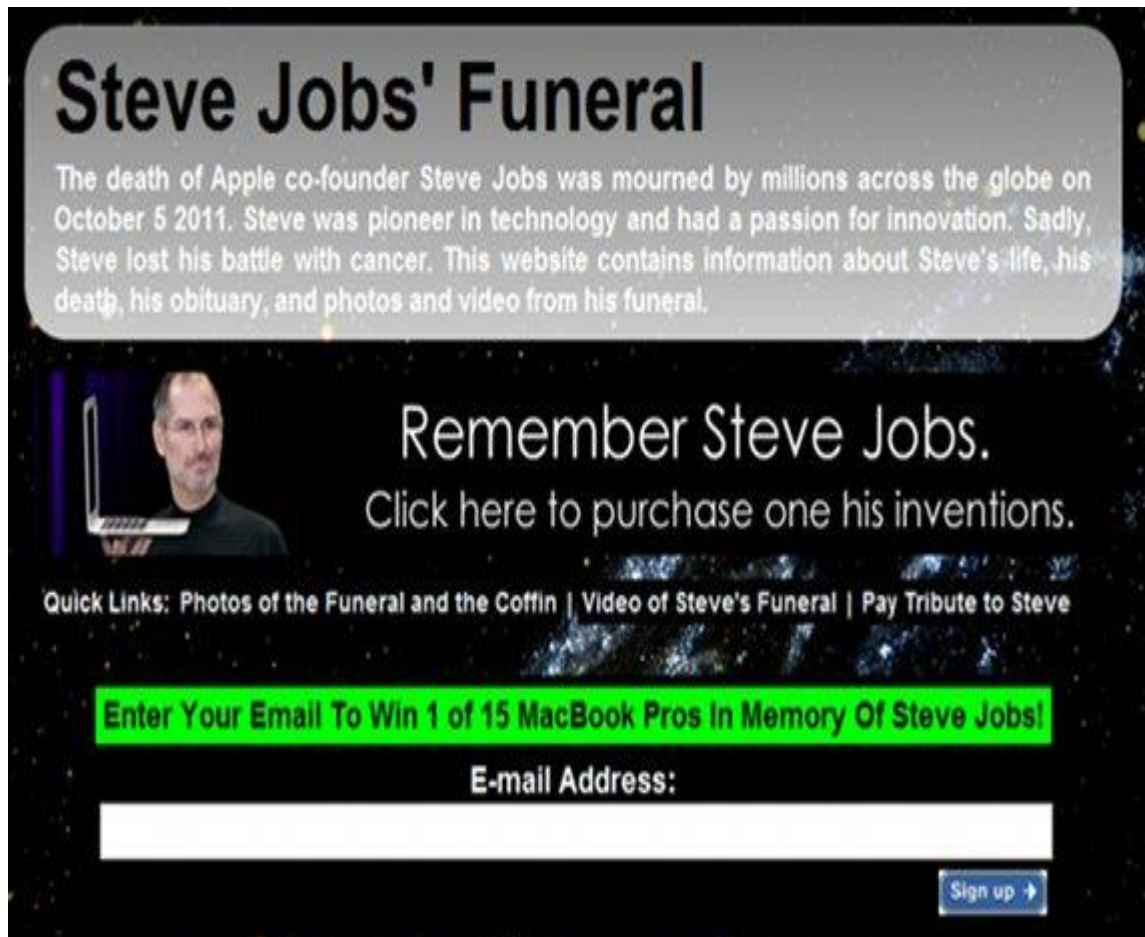 Steve Jobs' Funeral
The death of Apple co-founder Steve Jobs was mourned by millions across the globe on
October 5 2011. Steve was pioneer in technology and had a passion for innovation. Sadly,
Steve lost his battle with cancer. This website contains information about Steve's life, his
death, his obituary, and photos and video from his funeral.
Remember Steve Jobs.
Click here to purchase one his inventions.
Quick Links: Photos of the Funeral and the Coffin | Video of Steve's Funeral | Pay Tribute to Steve
Enter Your Email To Win 1 of 15 MacBook Pros In Memory Of Steve Jobs!
E-mail Address:
Sign up